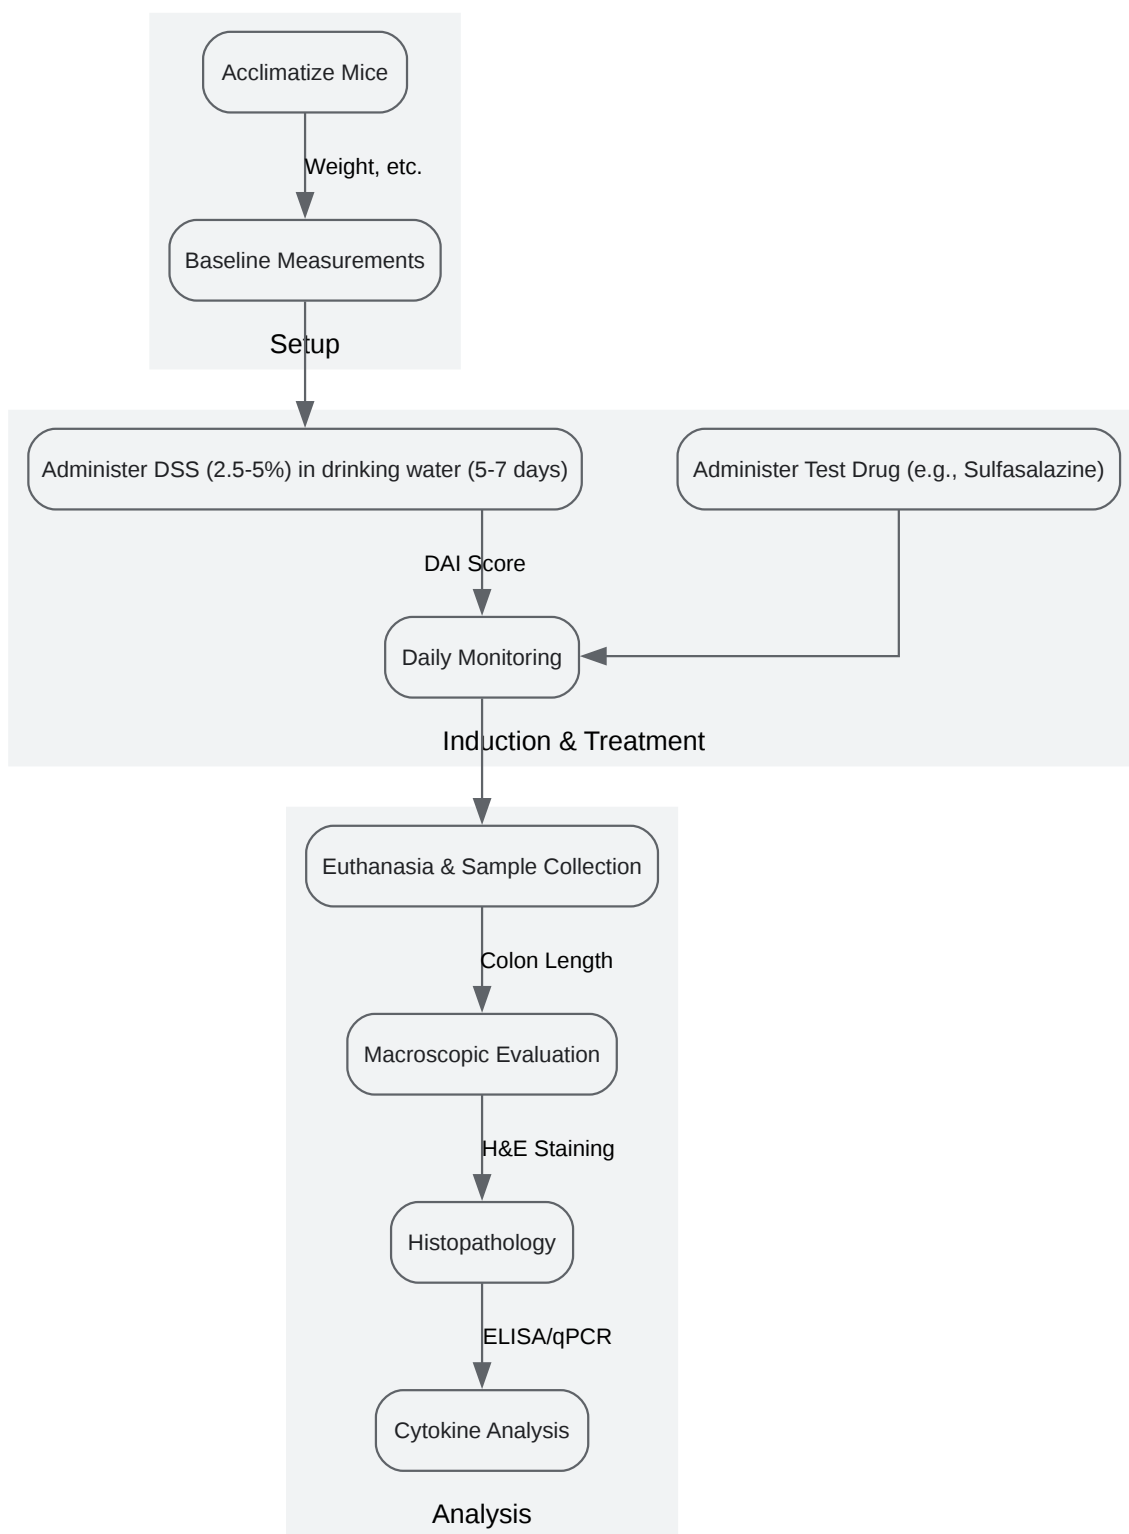 Acclimatize Mice
Weight, etc.
Baseline Measurements
Setup
Administer DSS (2.5-5%) in drinking water (5-7 days)
Administer Test Drug (e.g., Sulfasalazine)
DAI Score
Daily Monitoring
Induction & Treatment
Euthanasia & Sample Collection
Colon Length
Macroscopic Evaluation
H&E Staining
Histopathology
ELISA/qPCR
Cytokine Analysis
Analysis